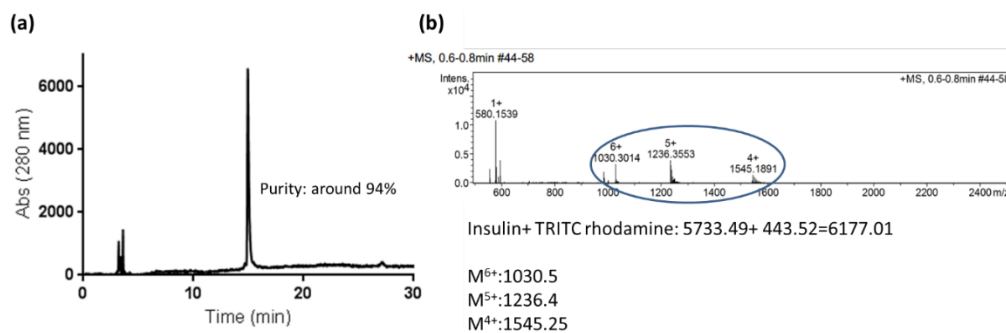 (a)
Abs (280 nm)
6000
4000
2000
0
0
10
20
30
Time (min)
Purity: around 94%
(b)
+MS, 0.6-0.8min #44-58
Intens.
x10⁴
+MS, 0.6-0.8min #44-58
1.0
0.5
0.0
1+
580.1539
6+
1030.3014
5+
1236.3553
4+
1545.1891
600
800
1000
1200
1400
1600
1800
2000
2200
2400 m/z
Insulin+ TRITC rhodamine: 5733.49+ 443.52=6177.01
M⁶⁺:1030.5
M⁵⁺:1236.4
M⁴⁺:1545.25